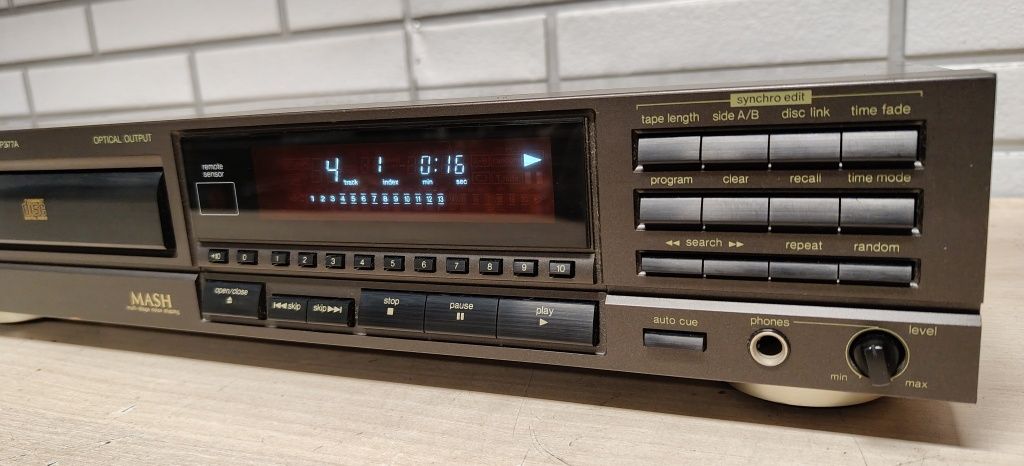 P377A
OPTICAL OUTPUT
disc
remote
sensor
4 1 0:16
track index min sec
1 2 3 4 5 6 7 8 9 10 11 12 13
+10 0 1 2 3 4 5 6 7 8 9 10
open/close
skip skip
stop
pause
play
MASH
multi-stage noise shaping
synchro edit
tape length side A/B disc link time fade
program clear recall time mode
search repeat random
auto cue
phones
level
min
max